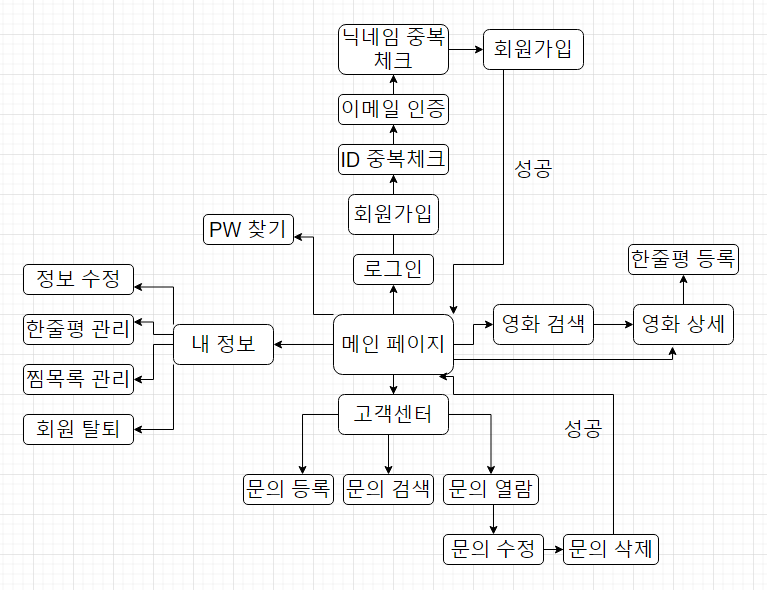 닉네임 중복
체크
회원가입
이메일 인증
ID 중복체크
성공
회원가입
PW 찾기
로그인
한줄평 등록
정보 수정
한줄평 관리
내 정보
메인 페이지
영화 검색
영화 상세
찜목록 관리
회원 탈퇴
고객센터
성공
문의 등록
문의 검색
문의 열람
문의 수정
문의 삭제